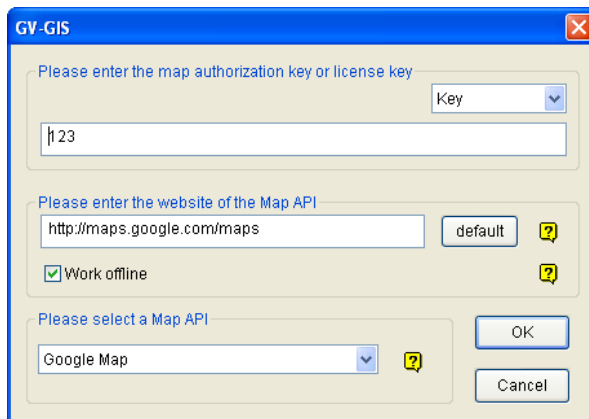 GV-GIS
Please enter the map authorization key or license key
Key
123
Please enter the website of the Map API
http://maps.google.com/maps
default
?
Work offline
?
Please select a Map API
Google Map
?
OK
Cancel